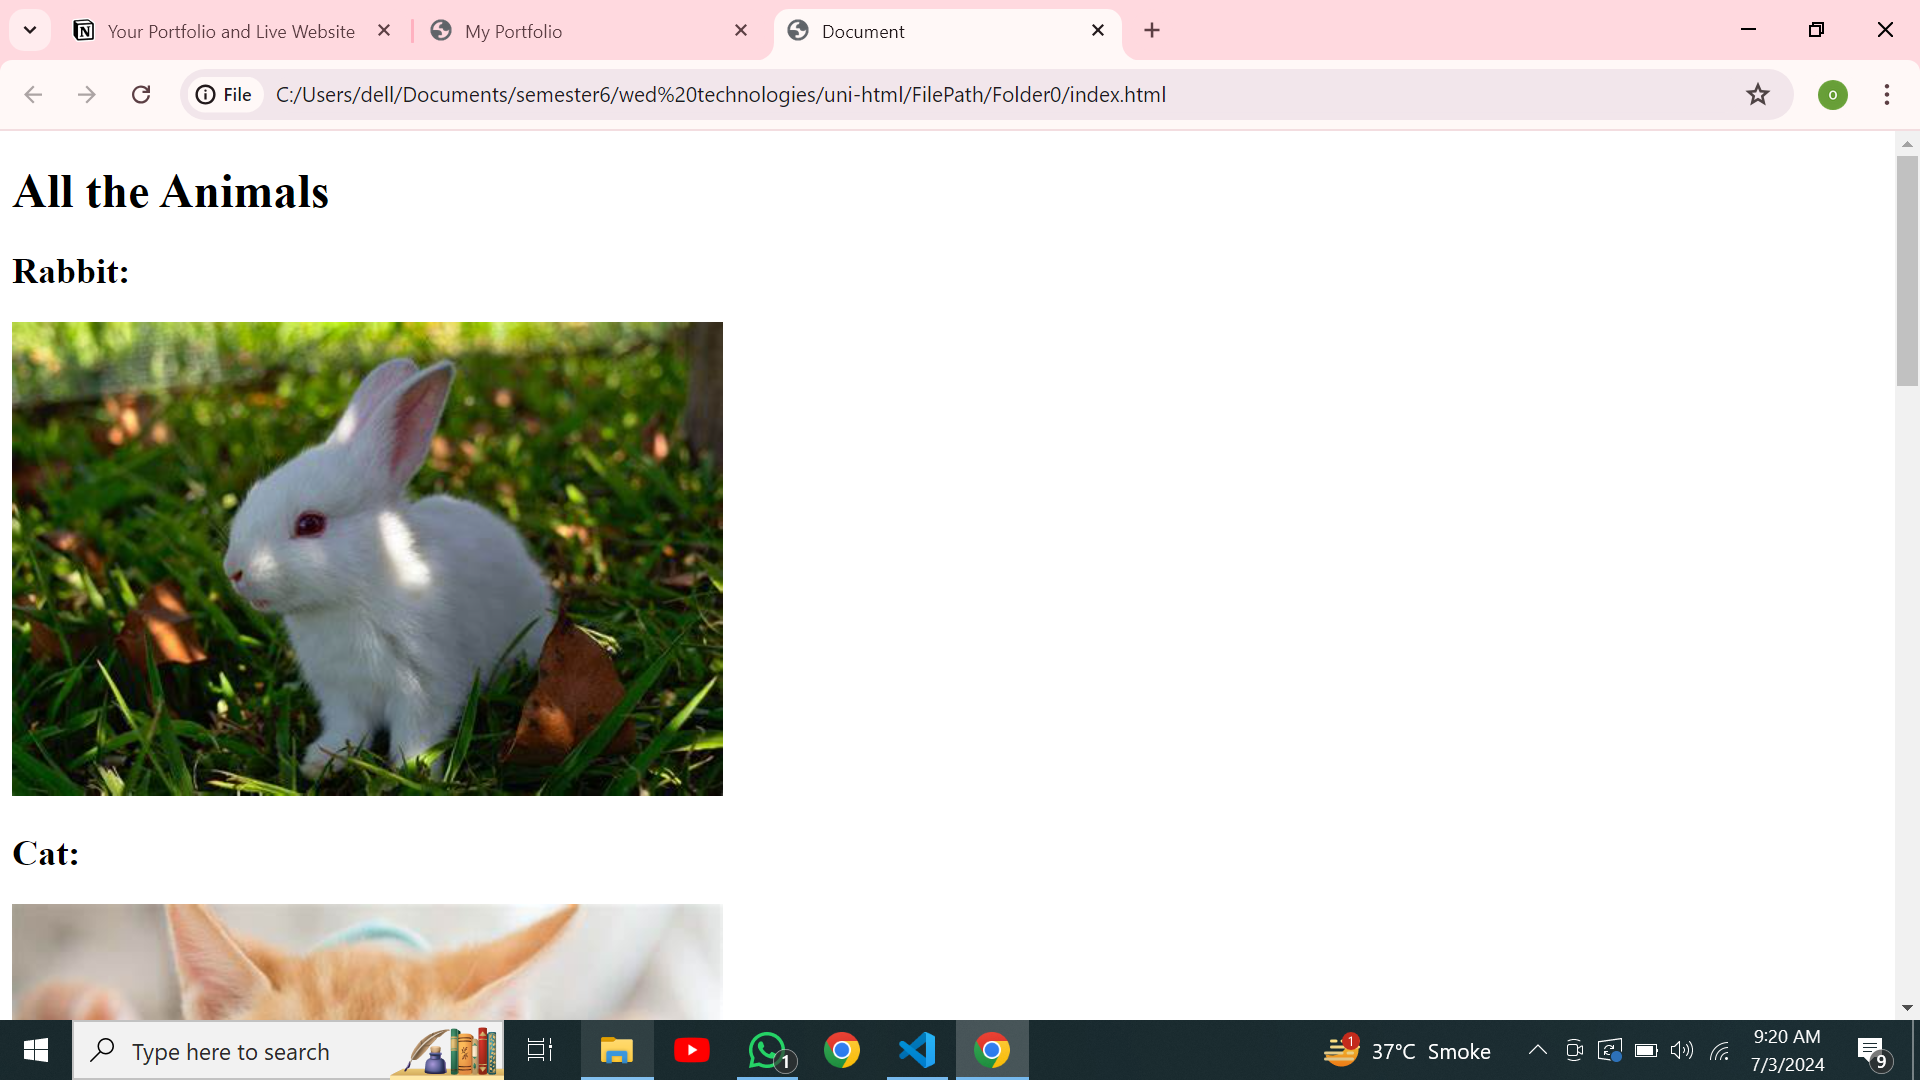 Your Portfolio and Live Website
My Portfolio
Document
File
C:/Users/dell/Documents/semester6/wed%20technologies/uni-html/FilePath/Folder0/index.html
o
All the Animals
Rabbit:
Cat:
Type here to search
1
1
37°C Smoke
9:20 AM
7/3/2024
9